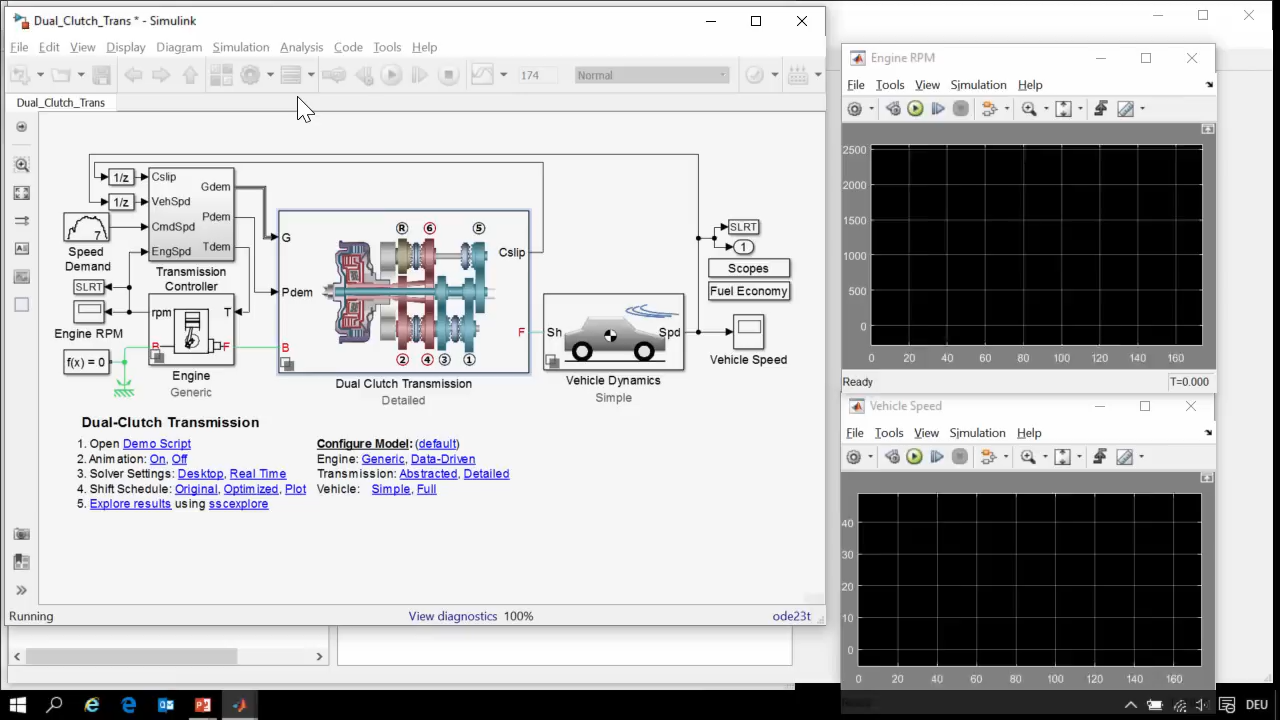 Dual_Clutch_Trans * - Simulink
File Edit View Display Diagram Simulation Analysis Code Tools Help
174 Normal
Dual_Clutch_Trans
1/z Cslip
Gdem
1/z VehSpd
Pdem
CmdSpd
7
Tdem
EngSpd
Speed
Demand
Transmission
Controller
SLRT
Engine RPM
rpm T
B F
f(x) = 0
Engine
Generic
G
Pdem
B
R 6 5
2 4 3 1
Cslip
F
Dual Clutch Transmission
Detailed
Sh Spd
Vehicle Dynamics
Simple
SLRT
1
Scopes
Fuel Economy
Vehicle Speed
Dual-Clutch Transmission
1. Open Demo Script
2. Animation: On, Off
3. Solver Settings: Desktop, Real Time
4. Shift Schedule: Original, Optimized, Plot
5. Explore results using sscexplore
Configure Model: (default)
Engine: Generic, Data-Driven
Transmission: Abstracted, Detailed
Vehicle: Simple, Full
Running View diagnostics 100% ode23t
Engine RPM
File Tools View Simulation Help
2500
2000
1500
1000
500
0
0 20 40 60 80 100 120 140 160
Ready T=0.000
Vehicle Speed
File Tools View Simulation Help
40
30
20
10
0
0 20 40 60 80 100 120 140 160
DEU